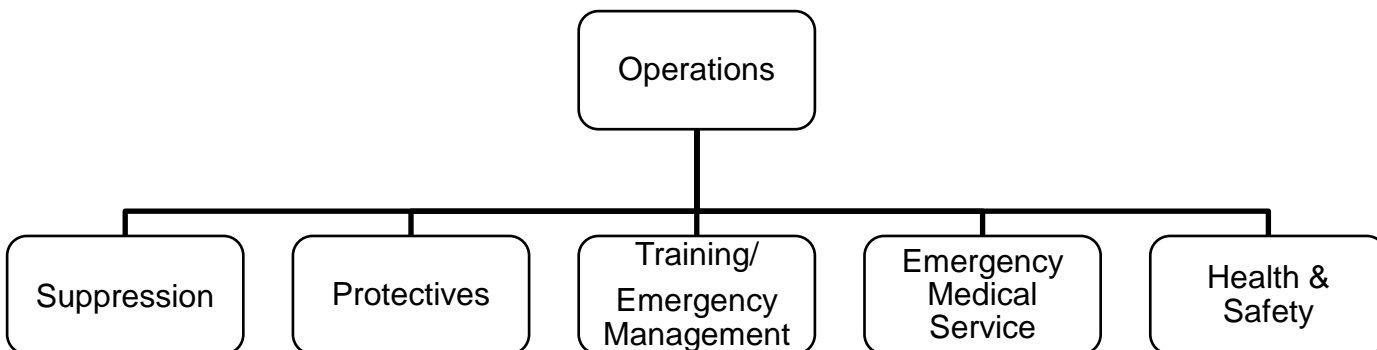 Operations
Suppression
Protectives
Training/
Emergency
Management
Emergency
Medical
Service
Health &
Safety